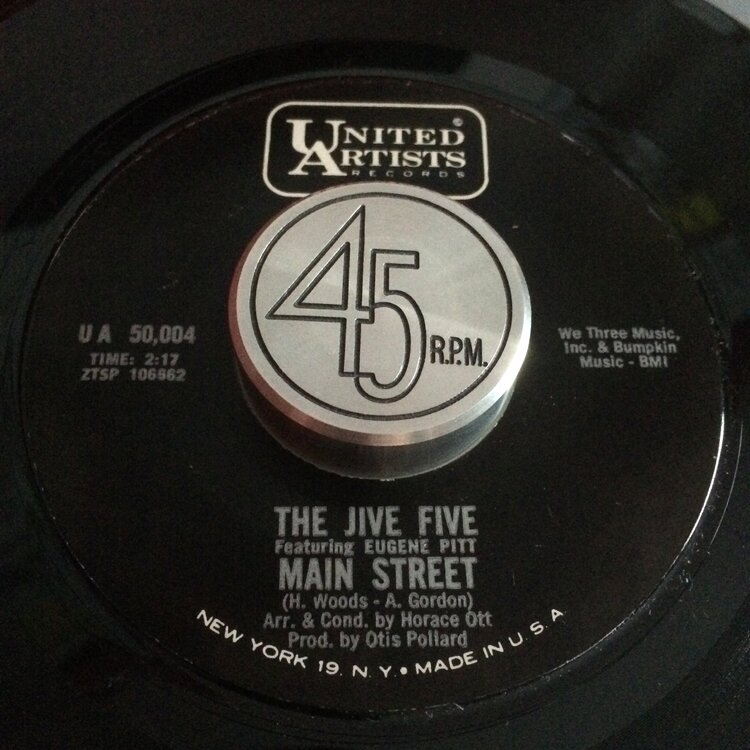 UNITED
ARTISTS
RECORDS
45
R.P.M.
UA 50,004
TIME: 2:17
ZTSP 106662
We Three Music,
Inc. & Bumpkin
Music - BMI
THE JIVE FIVE
Featuring EUGENE PITT
MAIN STREET
(H. Woods - A. Gordon)
Arr. & Cond. by Horace Ott
Prod. by Otis Pollard
NEW YORK 19, N.Y. • MADE IN U.S.A